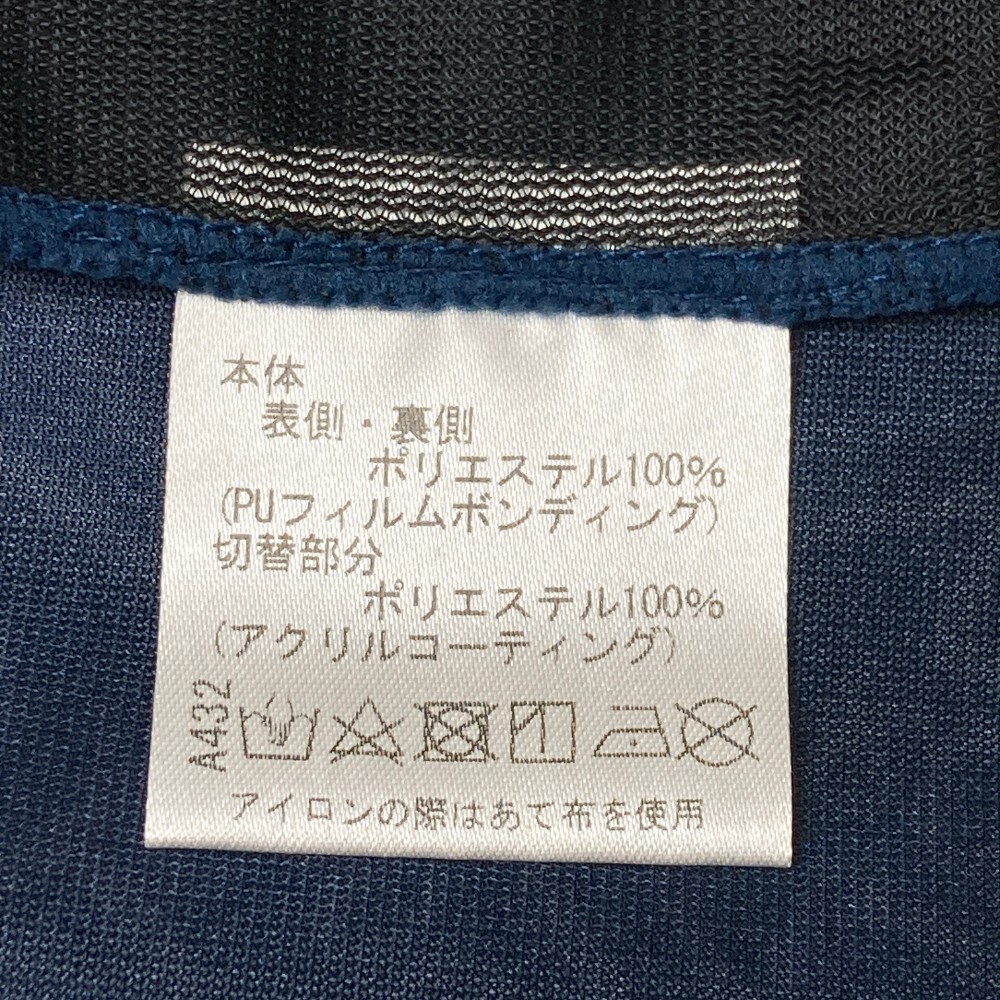 本体
表側・裏側
ポリエステル100%
(PUフィルムボンディング)
切替部分
ポリエステル100%
(アクリルコーティング)
A432
アイロンの際はあて布を使用